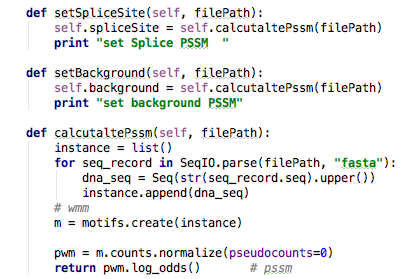 def setSpliceSite(self, filePath):
self.spliceSite = self.calcutaltePssm(filePath)
print "set Splice PSSM  "
def setBackground(self, filePath):
self.background = self.calcutaltePssm(filePath)
print "set background PSSM"
def calcutaltePssm(self, filePath):
instance = list()
for seq_record in SeqIO.parse(filePath, "fasta"):
dna_seq = Seq(str(seq_record.seq).upper())
instance.append(dna_seq)
# wmm
m = motifs.create(instance)
pwm = m.counts.normalize(pseudocounts=0)
return pwm.log_odds()      # pssm